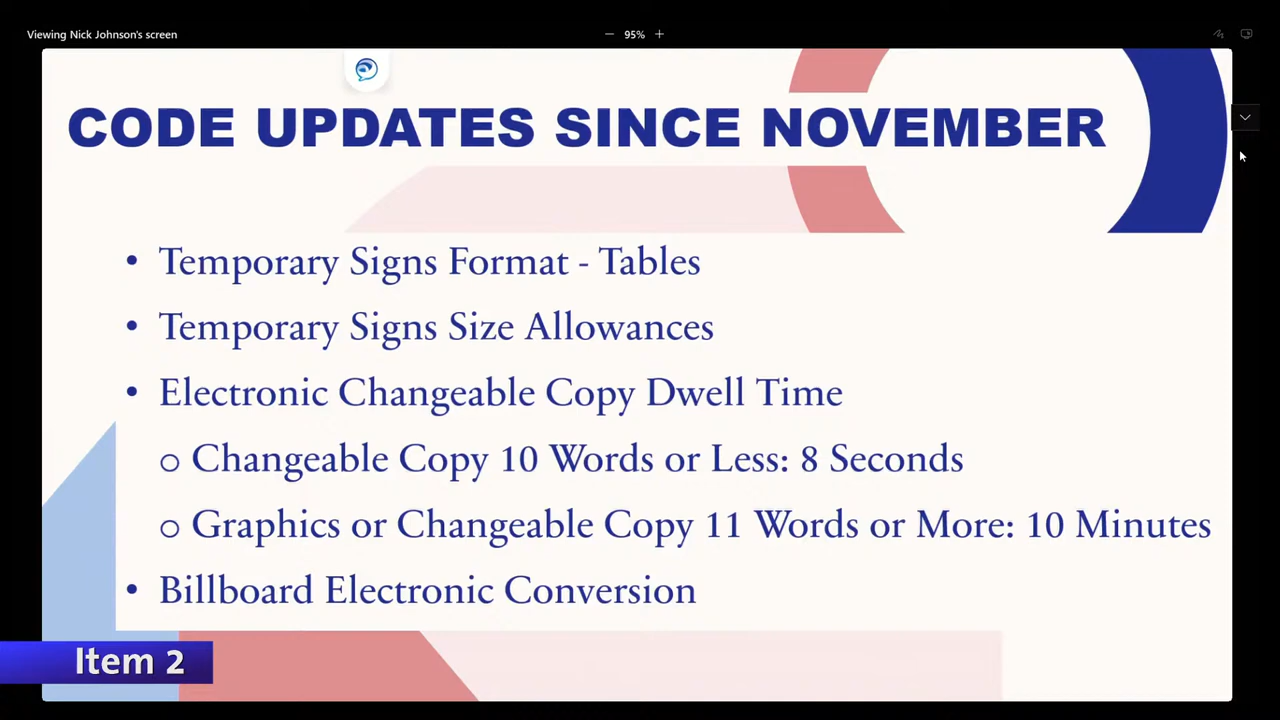 Viewing Nick Johnson's screen
95%
CODE UPDATES SINCE NOVEMBER
• Temporary Signs Format - Tables
• Temporary Signs Size Allowances
• Electronic Changeable Copy Dwell Time
o Changeable Copy 10 Words or Less: 8 Seconds
o Graphics or Changeable Copy 11 Words or More: 10 Minutes
• Billboard Electronic Conversion
Item 2